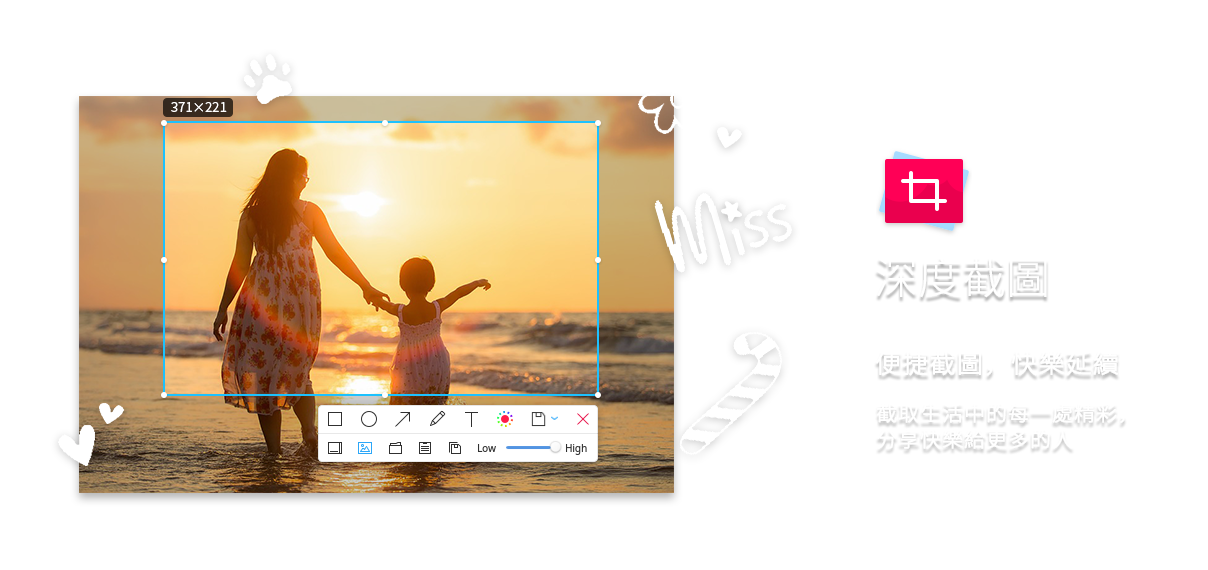 371×221
Miss
Low
High
深度截圖
便捷截圖，快樂延續
截取生活中的每一處精彩，
分享快樂給更多的人